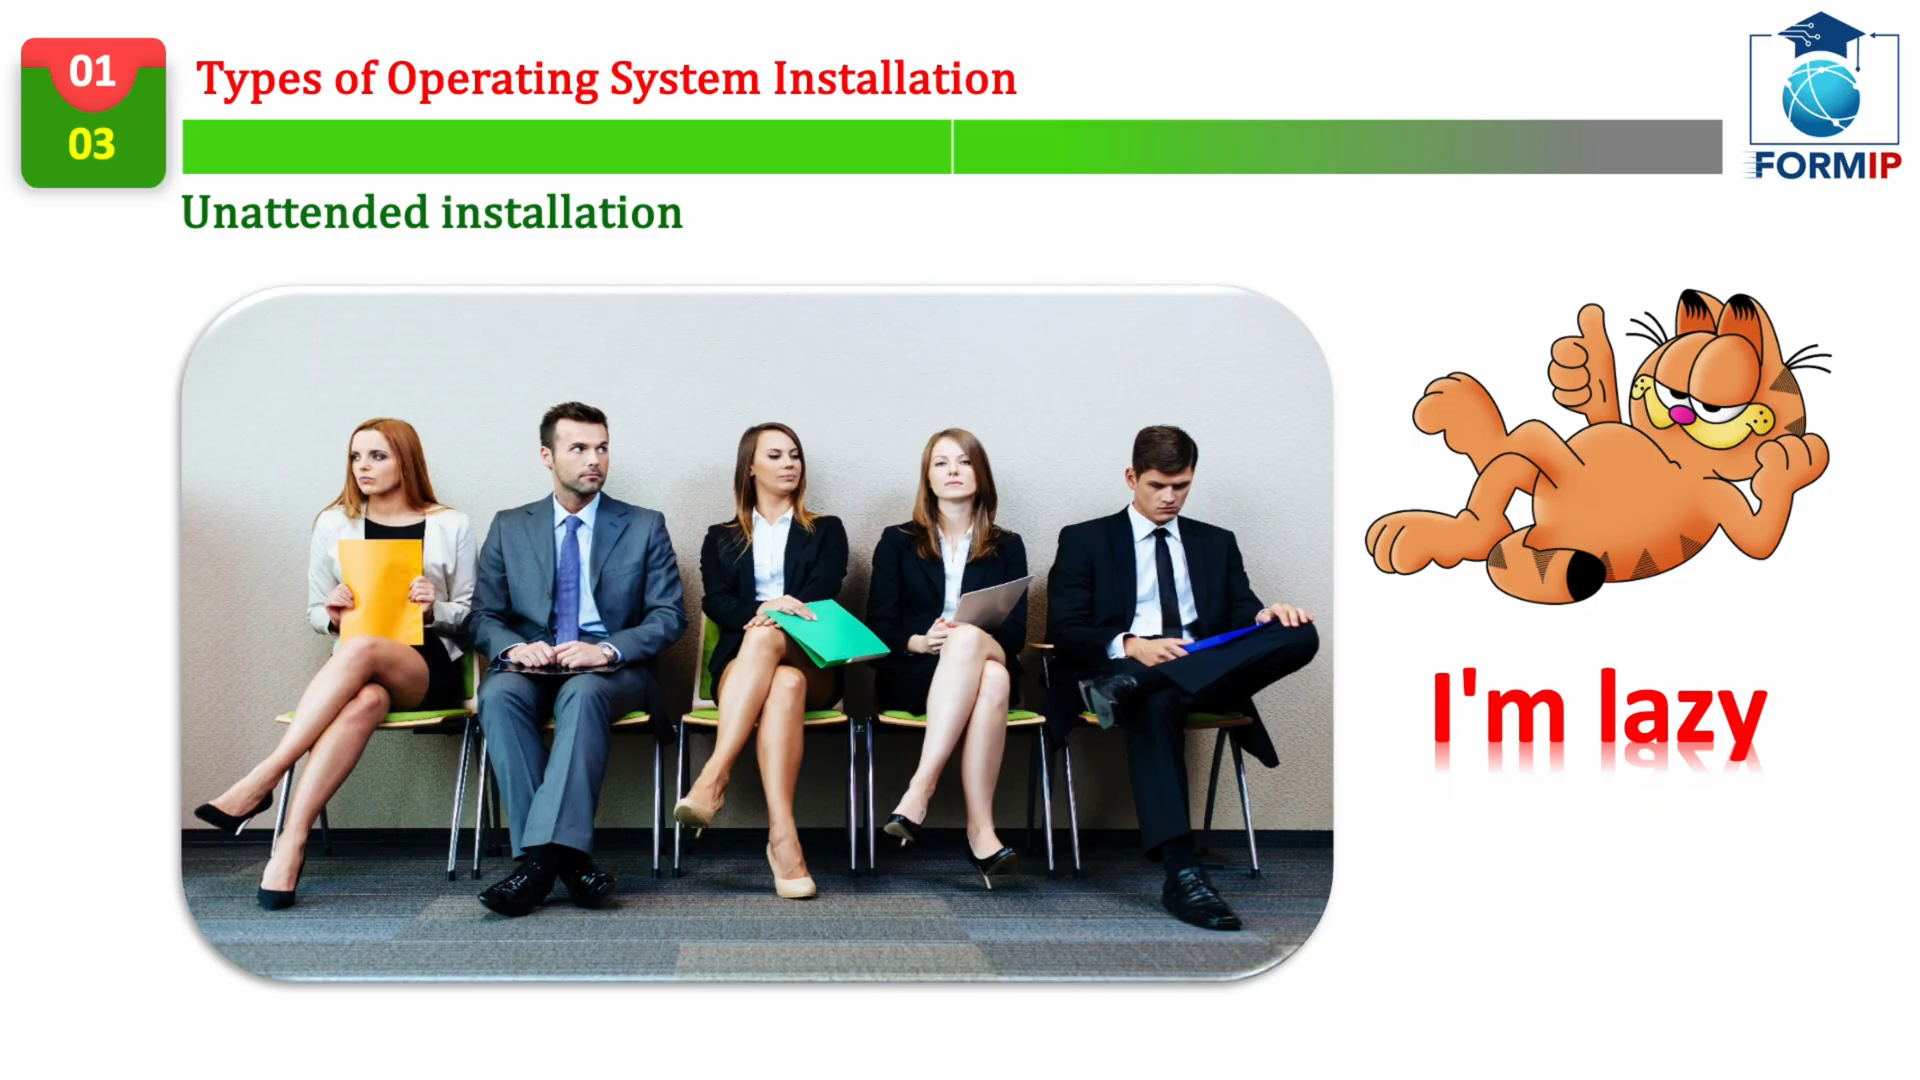 01
03
Types of Operating System Installation
FORMIP
Unattended installation
I'm lazy